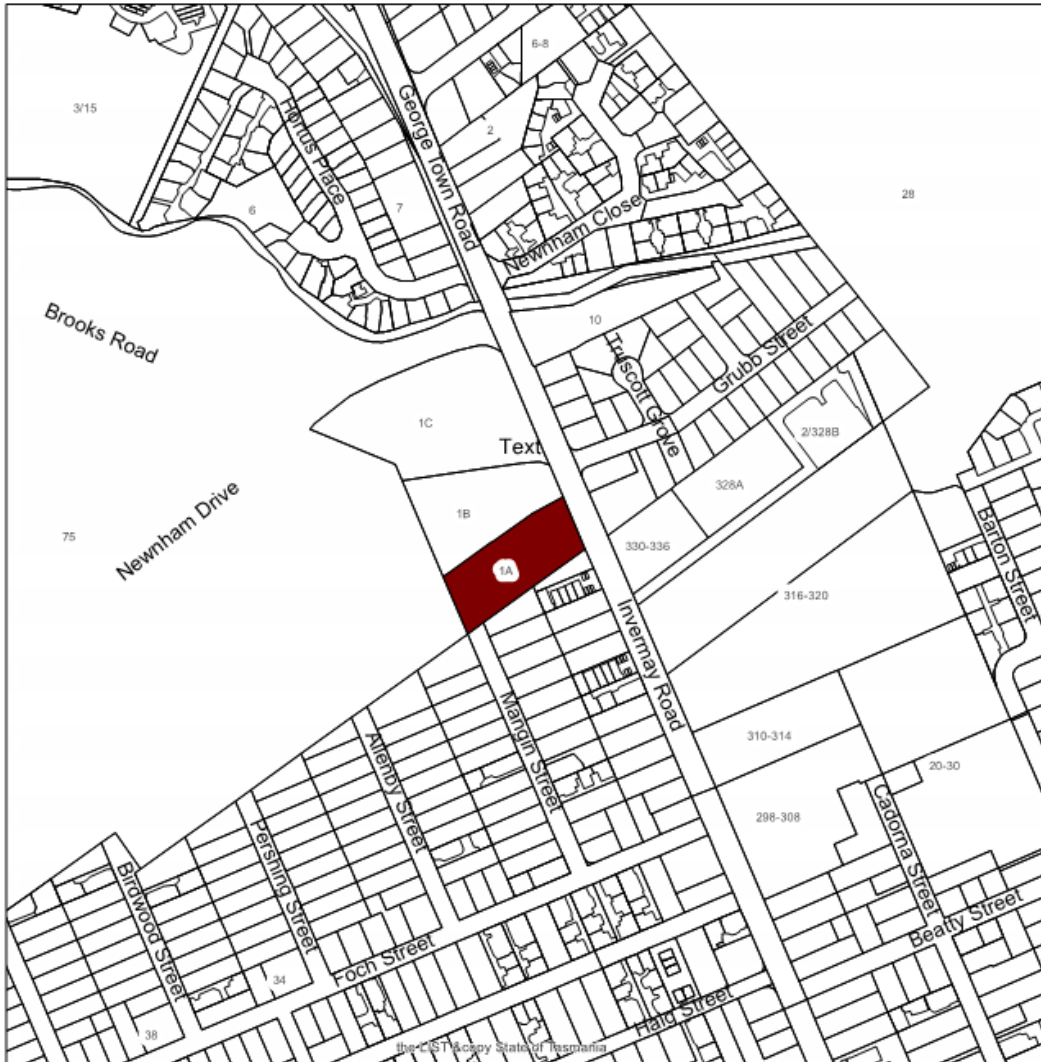 6-8
3/15
George Town Road
Hortus Place
2
28
6
7
Newnham Close
Brooks Road
10
Truscott Grove
Grubb Street
1C
2/328B
Text
328A
1B
Newnham Drive
75
330-336
Barton Street
1A
316-320
Invermay Road
Mangin Street
310-314
Allenby Street
20-30
Cadorna Street
298-308
Pershing Street
Birdwood Street
Beatty Street
Foch Street
34
Haig Street
38
the LIST &copy State of Tasmania